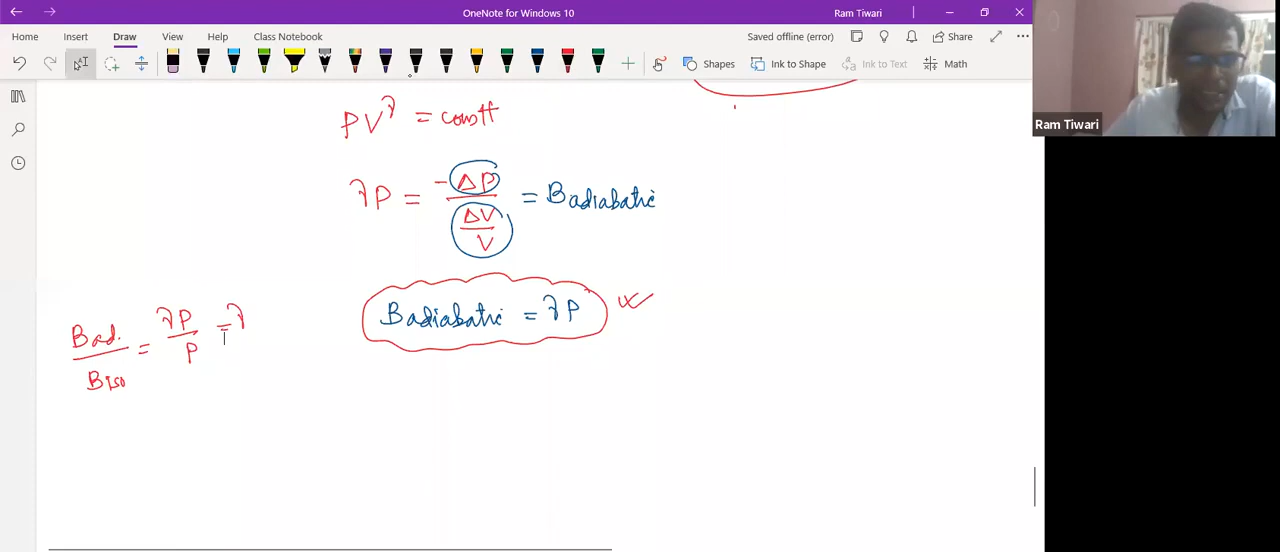 OneNote for Windows 10
Ram Tiwari
Home Insert Draw View Help Class Notebook
Saved offline (error) Share
Shapes Ink to Shape Ink to Text Math
Ram Tiwari
PVᵞ = constt
γP = -ΔP / (ΔV / V) = Badiabatic
Badiabatic = γP
Bad. / Biso = γP / P = γ